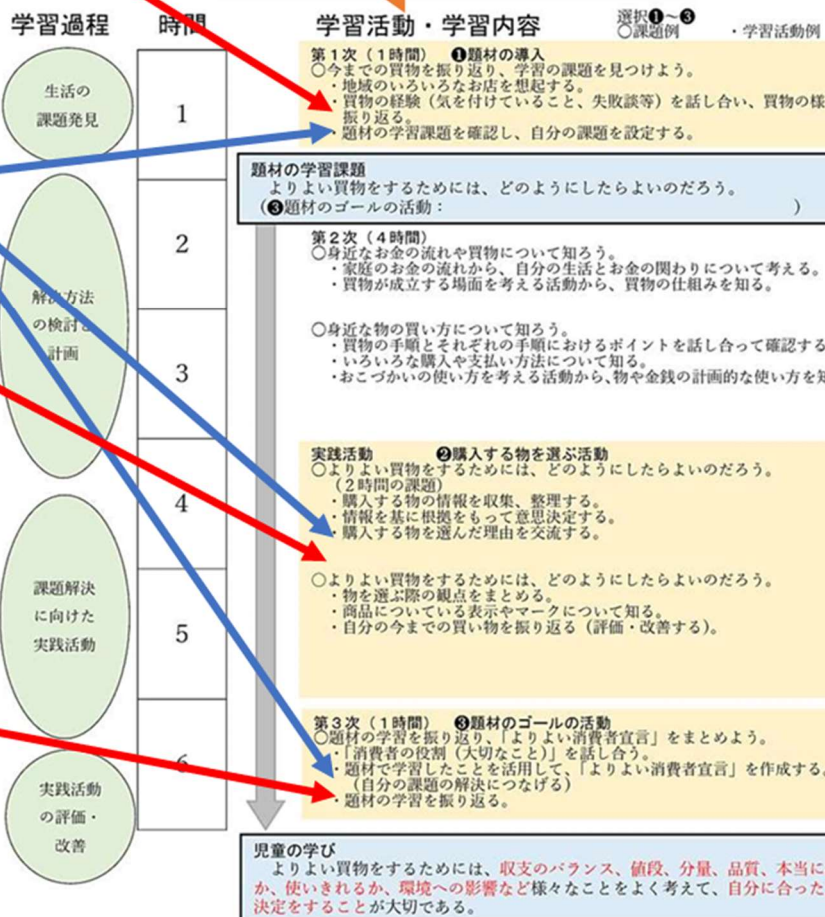 学習過程
時間
学習活動・学習内容
選択❶~❸
○課題例 ・学習活動例
生活の
課題発見
解決方法
の検討と
計画
課題解決
に向けた
実践活動
実践活動
の評価・
改善
1
2
3
4
5
6
第1次(1時間) ❶題材の導入
○今までの買物を振り返り、学習の課題を見つけよう。
・地域のいろいろなお店を想起する。
・買物の経験(気を付けていること、失敗談等)を話し合い、買物の様
振り返る。
・題材の学習課題を確認し、自分の課題を設定する。
題材の学習課題
よりよい買物をするためには、どのようにしたらよいのだろう。
(❸題材のゴールの活動: )
第2次(4時間)
○身近なお金の流れや買物について知ろう。
・家庭のお金の流れから、自分の生活とお金の関わりについて考える。
・買物が成立する場面を考える活動から、買物の仕組みを知る。
○身近な物の買い方について知ろう。
・買物の手順とそれぞれの手順におけるポイントを話し合って確認する
・いろいろな購入や支払い方法について知る。
・おこづかいの使い方を考える活動から、物や金銭の計画的な使い方を知
実践活動 ❷購入する物を選ぶ活動
○よりよい買物をするためには、どのようにしたらよいのだろう。
(2時間の課題)
・購入する物の情報を収集、整理する。
・情報を基に根拠をもって意思決定する。
・購入する物を選んだ理由を交流する。
○よりよい買物をするためには、どのようにしたらよいのだろう。
・物を選ぶ際の観点をまとめる。
・商品についている表示やマークについて知る。
・自分の今までの買い物を振り返る(評価・改善する)。
第3次(1時間) ❸題材のゴールの活動
○題材の学習を振り返り、「よりよい消費者宣言」をまとめよう。
・「消費者の役割(大切なこと)」を話し合う。
・題材で学習したことを活用して、「よりよい消費者宣言」を作成する。
(自分の課題の解決につなげる)
・題材の学習を振り返る。
児童の学び
よりよい買物をするためには、収支のバランス、値段、分量、品質、本当に
か、使いきれるか、環境への影響など様々なことをよく考えて、自分に合った
決定をすることが大切である。